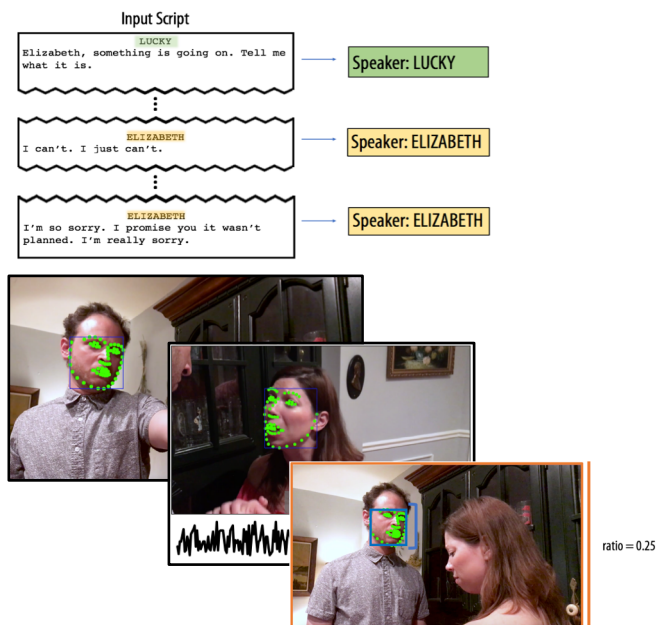 Input Script
LUCKY
Elizabeth, something is going on. Tell me
what it is.
Speaker: LUCKY
ELIZABETH
I can't. I just can't.
Speaker: ELIZABETH
ELIZABETH
I'm so sorry. I promise you it wasn't
planned. I'm really sorry.
Speaker: ELIZABETH
ratio = 0.25